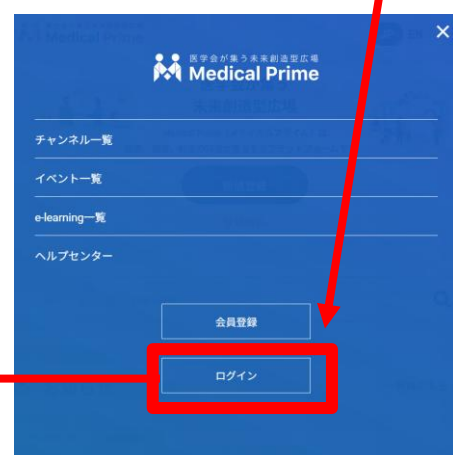 医学会が集う未来創造型広場
Medical Prime
×
チャンネル一覧
イベント一覧
e-learning一覧
ヘルプセンター
会員登録
ログイン